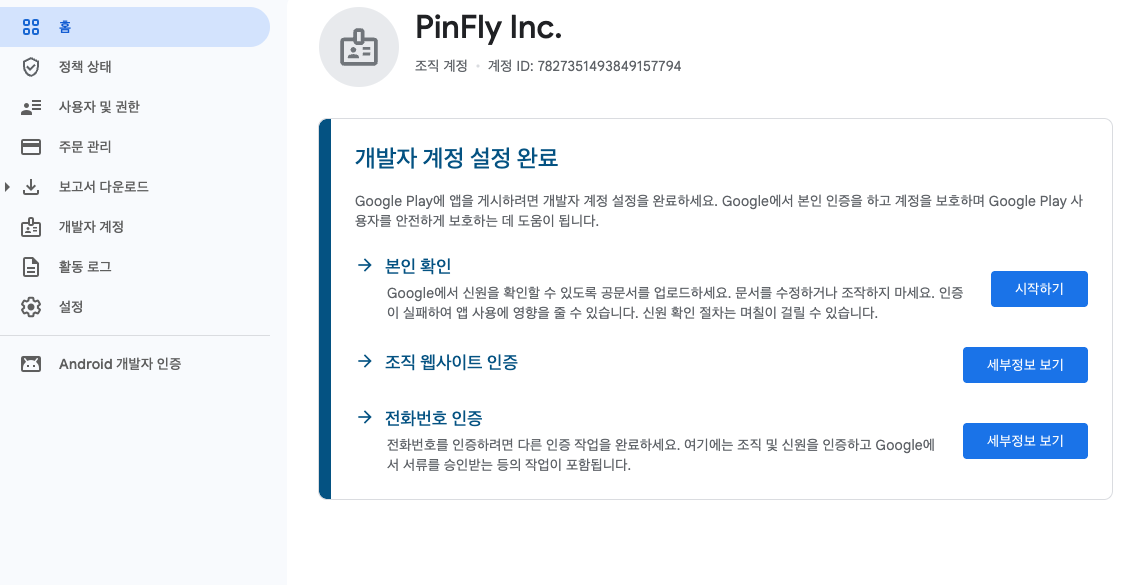 홈
정책 상태
사용자 및 권한
주문 관리
보고서 다운로드
개발자 계정
활동 로그
설정
Android 개발자 인증
PinFly Inc.
조직 계정 • 계정 ID: 7827351493849157794
개발자 계정 설정 완료
Google Play에 앱을 게시하려면 개발자 계정 설정을 완료하세요. Google에서 본인 인증을 하고 계정을 보호하며 Google Play 사
용자를 안전하게 보호하는 데 도움이 됩니다.
본인 확인
Google에서 신원을 확인할 수 있도록 공문서를 업로드하세요. 문서를 수정하거나 조작하지 마세요. 인증
이 실패하여 앱 사용에 영향을 줄 수 있습니다. 신원 확인 절차는 며칠이 걸릴 수 있습니다.
시작하기
조직 웹사이트 인증
세부정보 보기
전화번호 인증
전화번호를 인증하려면 다른 인증 작업을 완료하세요. 여기에는 조직 및 신원을 인증하고 Google에
서 서류를 승인받는 등의 작업이 포함됩니다.
세부정보 보기